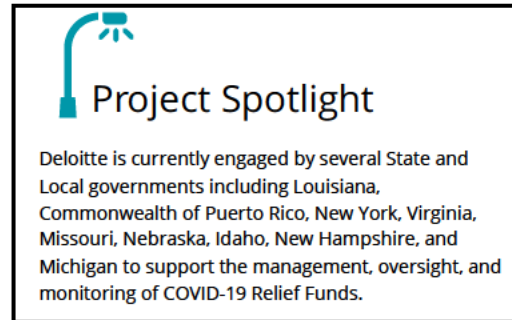 Project Spotlight
Deloitte is currently engaged by several State and
Local governments including Louisiana,
Commonwealth of Puerto Rico, New York, Virginia,
Missouri, Nebraska, Idaho, New Hampshire, and
Michigan to support the management, oversight, and
monitoring of COVID-19 Relief Funds.